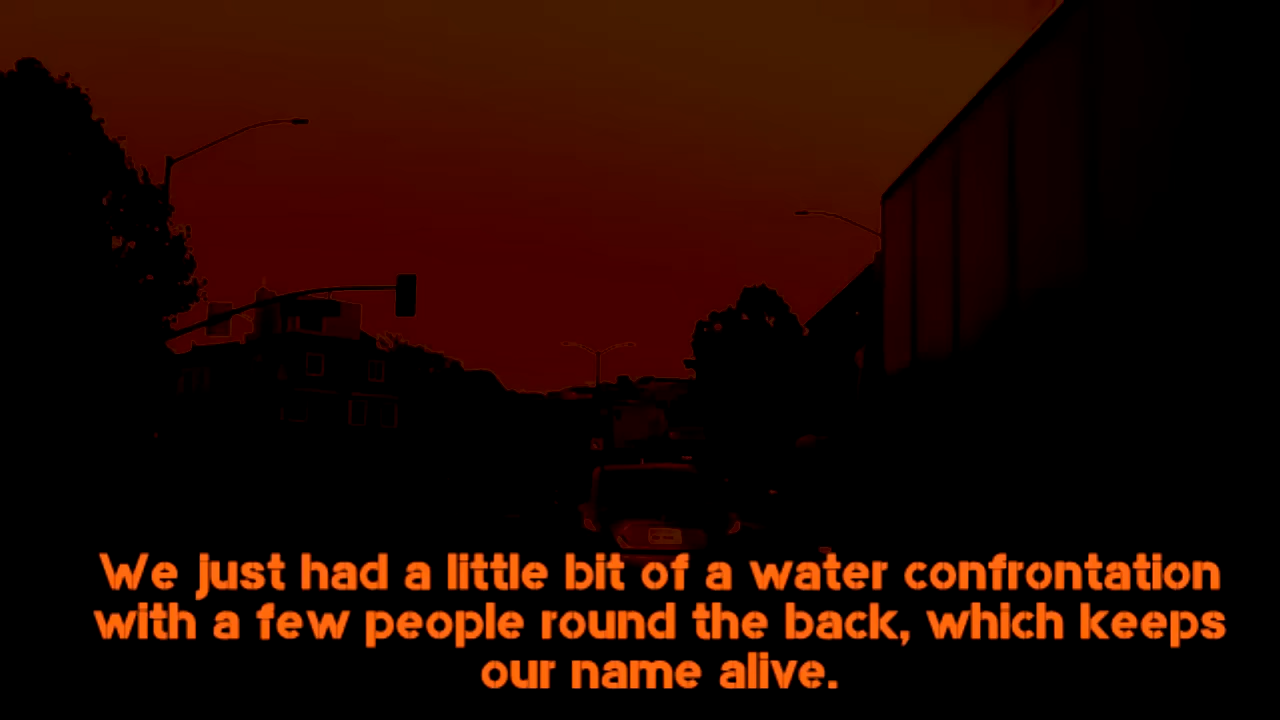 We just had a little bit of a water confrontation
with a few people round the back, which keeps
our name alive.